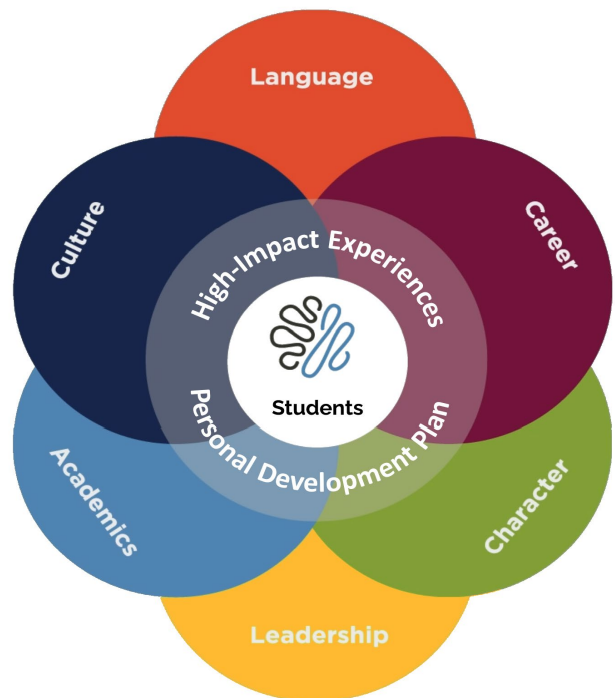 Language
Culture
Career
High-Impact Experiences
Students
Personal Development Plan
Academics
Character
Leadership